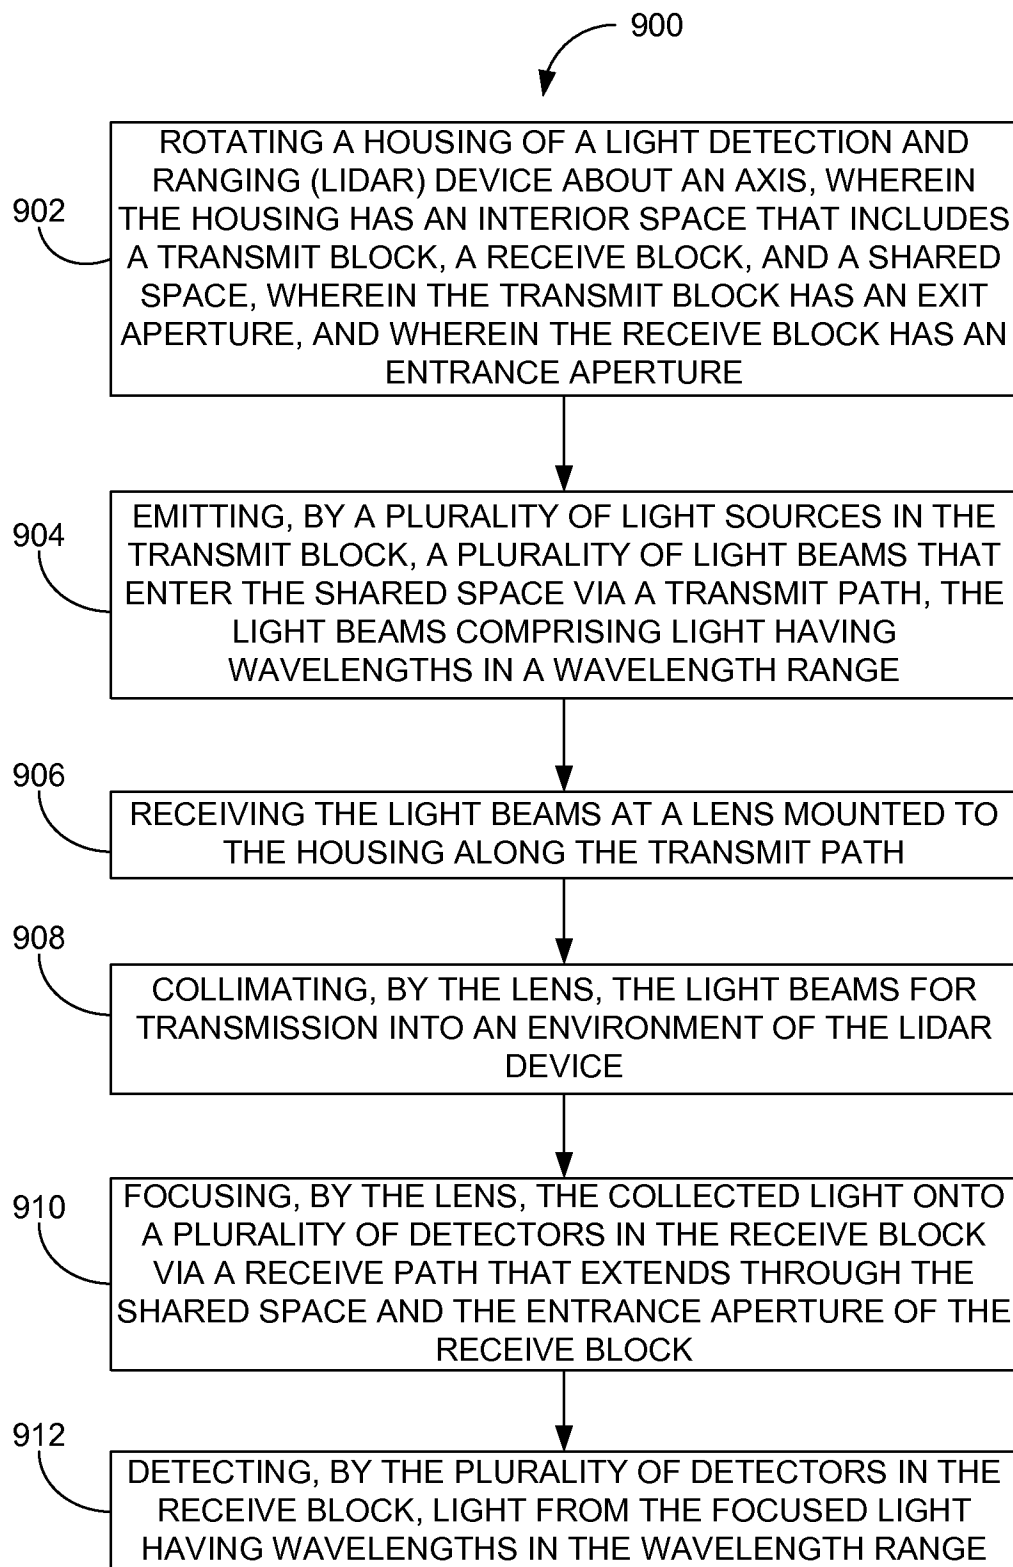 900
902
ROTATING A HOUSING OF A LIGHT DETECTION AND
RANGING (LIDAR) DEVICE ABOUT AN AXIS, WHEREIN
THE HOUSING HAS AN INTERIOR SPACE THAT INCLUDES
A TRANSMIT BLOCK, A RECEIVE BLOCK, AND A SHARED
SPACE, WHEREIN THE TRANSMIT BLOCK HAS AN EXIT
APERTURE, AND WHEREIN THE RECEIVE BLOCK HAS AN
ENTRANCE APERTURE
904
EMITTING, BY A PLURALITY OF LIGHT SOURCES IN THE
TRANSMIT BLOCK, A PLURALITY OF LIGHT BEAMS THAT
ENTER THE SHARED SPACE VIA A TRANSMIT PATH, THE
LIGHT BEAMS COMPRISING LIGHT HAVING
WAVELENGTHS IN A WAVELENGTH RANGE
906
RECEIVING THE LIGHT BEAMS AT A LENS MOUNTED TO
THE HOUSING ALONG THE TRANSMIT PATH
908
COLLIMATING, BY THE LENS, THE LIGHT BEAMS FOR
TRANSMISSION INTO AN ENVIRONMENT OF THE LIDAR
DEVICE
910
FOCUSING, BY THE LENS, THE COLLECTED LIGHT ONTO
A PLURALITY OF DETECTORS IN THE RECEIVE BLOCK
VIA A RECEIVE PATH THAT EXTENDS THROUGH THE
SHARED SPACE AND THE ENTRANCE APERTURE OF THE
RECEIVE BLOCK
912
DETECTING, BY THE PLURALITY OF DETECTORS IN THE
RECEIVE BLOCK, LIGHT FROM THE FOCUSED LIGHT
HAVING WAVELENGTHS IN THE WAVELENGTH RANGE